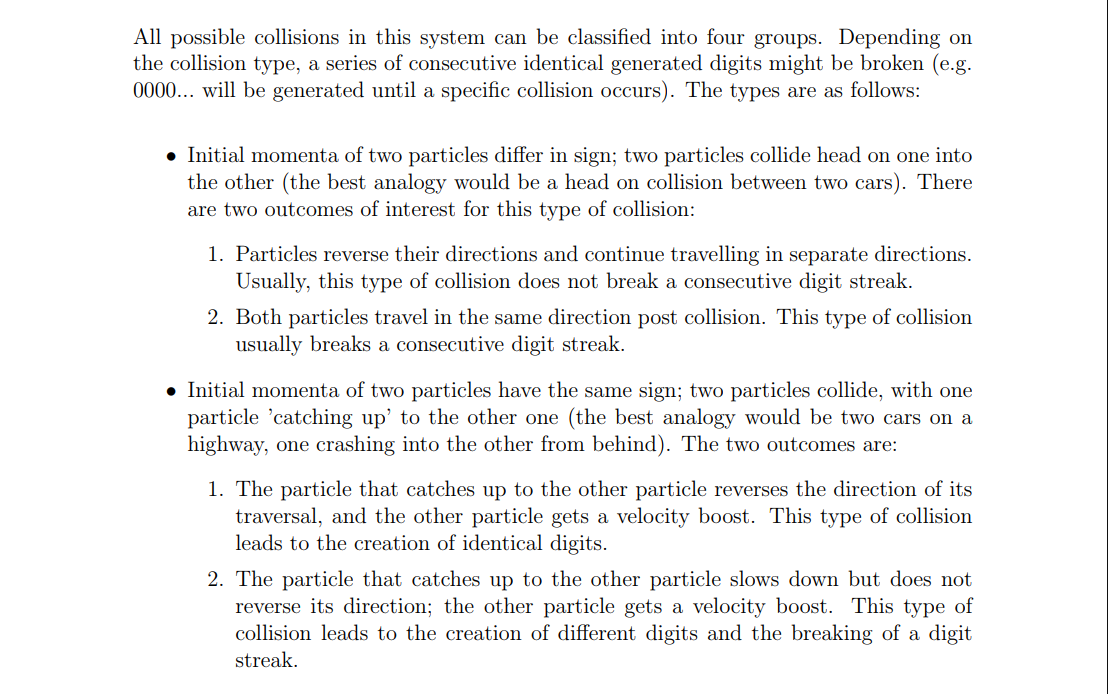 All possible collisions in this system can be classified into four groups. Depending on
the collision type, a series of consecutive identical generated digits might be broken (e.g.
0000... will be generated until a specific collision occurs). The types are as follows:
• Initial momenta of two particles differ in sign; two particles collide head on one into
the other (the best analogy would be a head on collision between two cars). There
are two outcomes of interest for this type of collision:
1. Particles reverse their directions and continue travelling in separate directions.
Usually, this type of collision does not break a consecutive digit streak.
2. Both particles travel in the same direction post collision. This type of collision
usually breaks a consecutive digit streak.
• Initial momenta of two particles have the same sign; two particles collide, with one
particle 'catching up' to the other one (the best analogy would be two cars on a
highway, one crashing into the other from behind). The two outcomes are:
1. The particle that catches up to the other particle reverses the direction of its
traversal, and the other particle gets a velocity boost. This type of collision
leads to the creation of identical digits.
2. The particle that catches up to the other particle slows down but does not
reverse its direction; the other particle gets a velocity boost. This type of
collision leads to the creation of different digits and the breaking of a digit
streak.